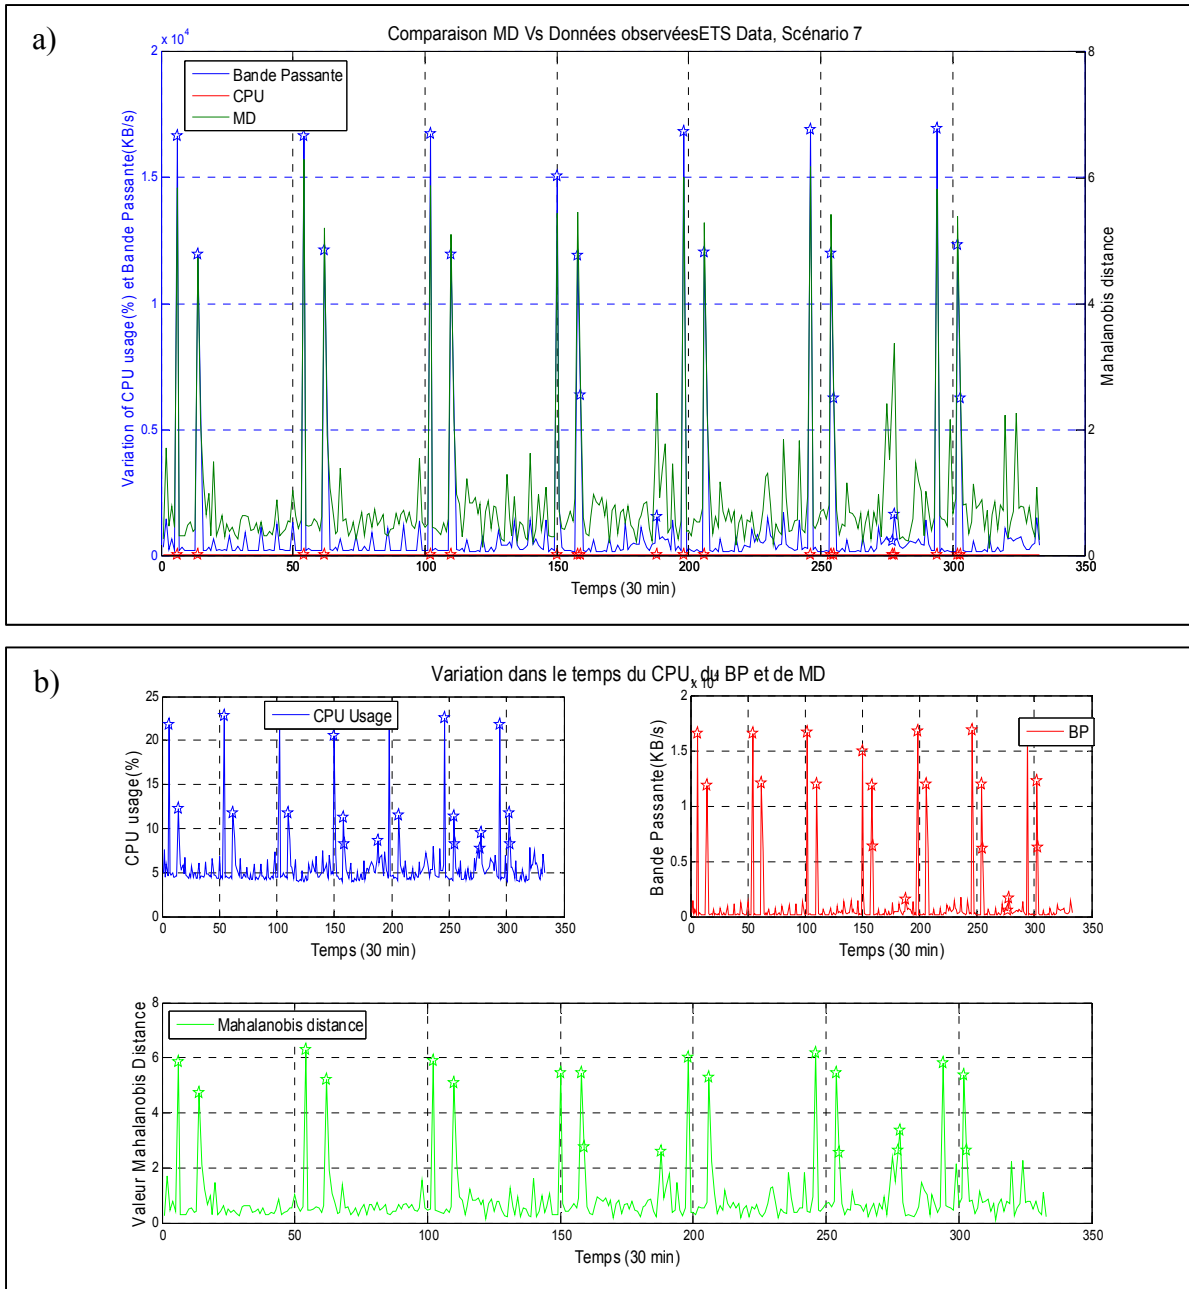 a)
Comparaison MD Vs Données observéesETS Data, Scénario 7
2
x 10⁴
8
Bande Passante
CPU
MD
1.5
6
1
4
0.5
2
0
0
Variation of CPU usage(%) et Bande Passante(KB/s)
Mahalanobis distance
0
50
100
150
200
250
300
350
Temps (30 min)
b)
Variation dans le temps du CPU, du BP et de MD
25
20
15
10
5
0
CPU usage(%)
CPU Usage
0
50
100
150
200
250
300
350
Temps (30 min)
2
x 10
1.5
1
0.5
0
Bande Passante(KB/s)
BP
0
50
100
150
200
250
300
350
Temps (30 min)
8
6
4
2
0
Valeur Mahalanobis Distance
Mahalanobis distance
0
50
100
150
200
250
300
350
Temps (30 min)